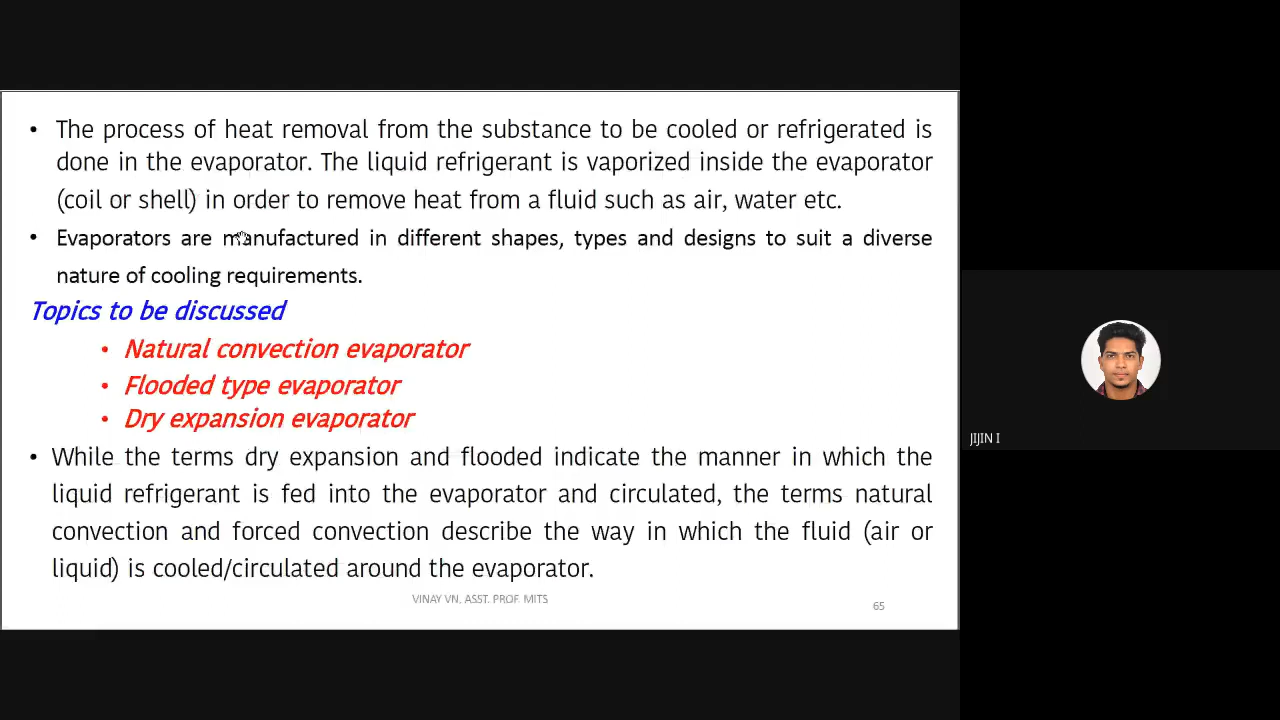 • The process of heat removal from the substance to be cooled or refrigerated is
done in the evaporator. The liquid refrigerant is vaporized inside the evaporator
(coil or shell) in order to remove heat from a fluid such as air, water etc.
• Evaporators are manufactured in different shapes, types and designs to suit a diverse
nature of cooling requirements.
Topics to be discussed
• Natural convection evaporator
• Flooded type evaporator
• Dry expansion evaporator
• While the terms dry expansion and flooded indicate the manner in which the
liquid refrigerant is fed into the evaporator and circulated, the terms natural
convection and forced convection describe the way in which the fluid (air or
liquid) is cooled/circulated around the evaporator.
VINAY VN, ASST. PROF. MITS
65
JIJIN I